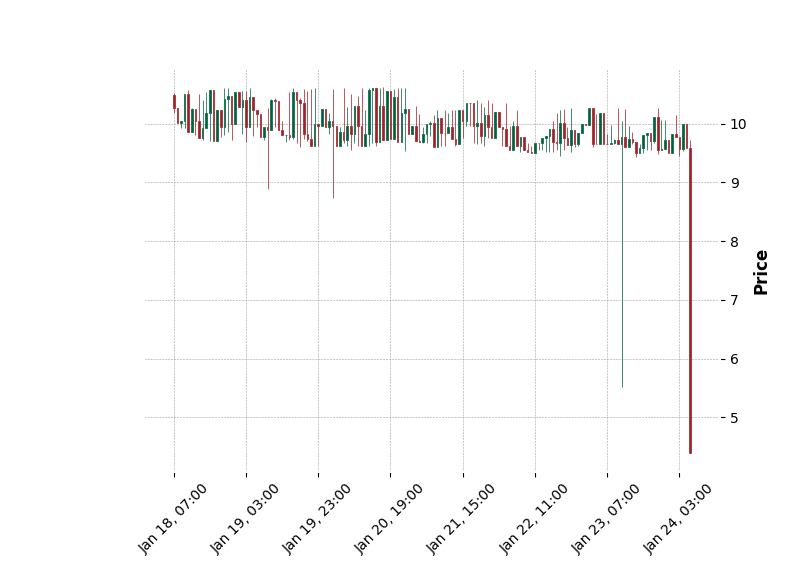 10
9
8
7
6
5
Price
Jan 18, 07:00
Jan 19, 03:00
Jan 19, 23:00
Jan 20, 19:00
Jan 21, 15:00
Jan 22, 11:00
Jan 23, 07:00
Jan 24, 03:00